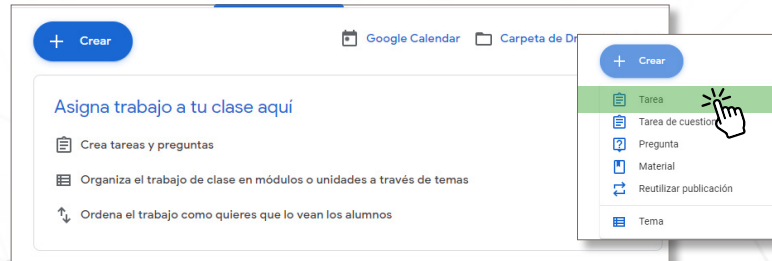 Crear
Google Calendar
Carpeta de
Asigna trabajo a tu clase aquí
Crea tareas y preguntas
Organiza el trabajo de clase en módulos o unidades a través de temas
Ordena el trabajo como quieres que lo vean los alumnos
Crear
Tarea
Tarea de
Pregunta
Material
Reutilizar publicación
Tema